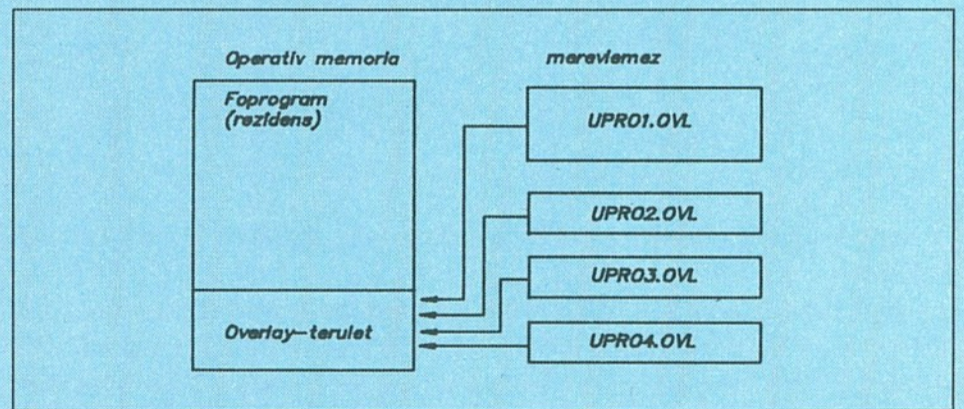 Operativ memoria
mereviemez
Foprogram
(rezidens)
Overlay-terulet
UPRO1.OVL
UPRO2.OVL
UPRO3.OVL
UPRO4.OVL